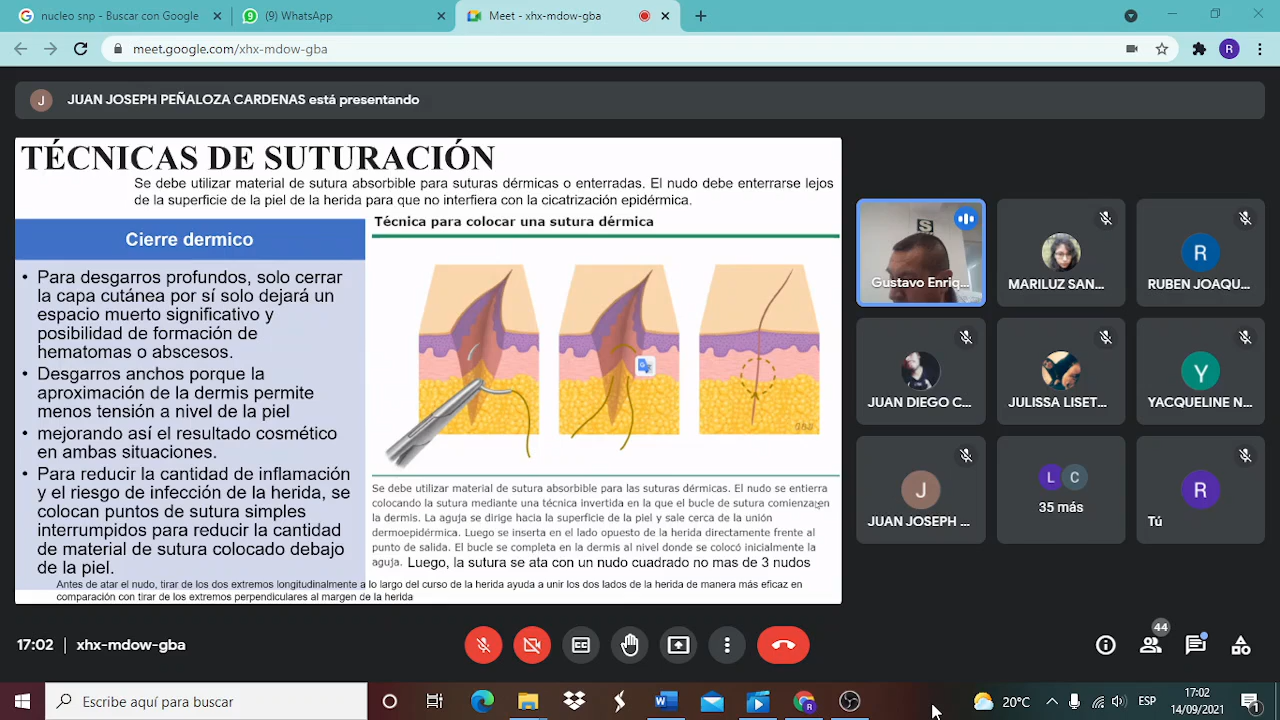 nucleo snp - Buscar con Google
(9) WhatsApp
Meet - xhx-mdow-gba
meet.google.com/xhx-mdow-gba
R
J
JUAN JOSEPH PEÑALOZA CARDENAS está presentando
TÉCNICAS DE SUTURACIÓN
Se debe utilizar material de sutura absorbible para suturas dérmicas o enterradas. El nudo debe enterrarse lejos
de la superficie de la piel de la herida para que no interfiera con la cicatrización epidérmica.
Cierre dermico
• Para desgarros profundos, solo cerrar
la capa cutánea por sí solo dejará un
espacio muerto significativo y
posibilidad de formación de
hematomas o abscesos.
• Desgarros anchos porque la
aproximación de la dermis permite
menos tensión a nivel de la piel
• mejorando así el resultado cosmético
en ambas situaciones.
• Para reducir la cantidad de inflamación
y el riesgo de infección de la herida, se
colocan puntos de sutura simples
interrumpidos para reducir la cantidad
de material de sutura colocado debajo
de la piel.
Técnica para colocar una sutura dérmica
Se debe utilizar material de sutura absorbible para las suturas dérmicas. El nudo se entierra
colocando la sutura mediante una técnica invertida en la que el bucle de sutura comienza en
la dermis. La aguja se dirige hacia la superficie de la piel y sale cerca de la unión
dermoepidérmica. Luego se inserta en el lado opuesto de la herida directamente frente al
punto de salida. El bucle se completa en la dermis al nivel donde se colocó inicialmente la
aguja. Luego, la sutura se ata con un nudo cuadrado no mas de 3 nudos
Antes de atar el nudo, tirar de los dos extremos longitudinalmente a lo largo del curso de la herida ayuda a unir los dos lados de la herida de manera más eficaz en
comparación con tirar de los extremos perpendiculares al margen de la herida
S
Gustavo Enriq...
MARILUZ SAN...
R
RUBEN JOAQU...
JUAN DIEGO C...
JULISSA LISET...
Y
YACQUELINE N...
J
JUAN JOSEPH ...
L C
35 más
R
Tú
17:02 | xhx-mdow-gba
44
Escribe aquí para buscar
20°C
ESP
17:02
14/09/2021